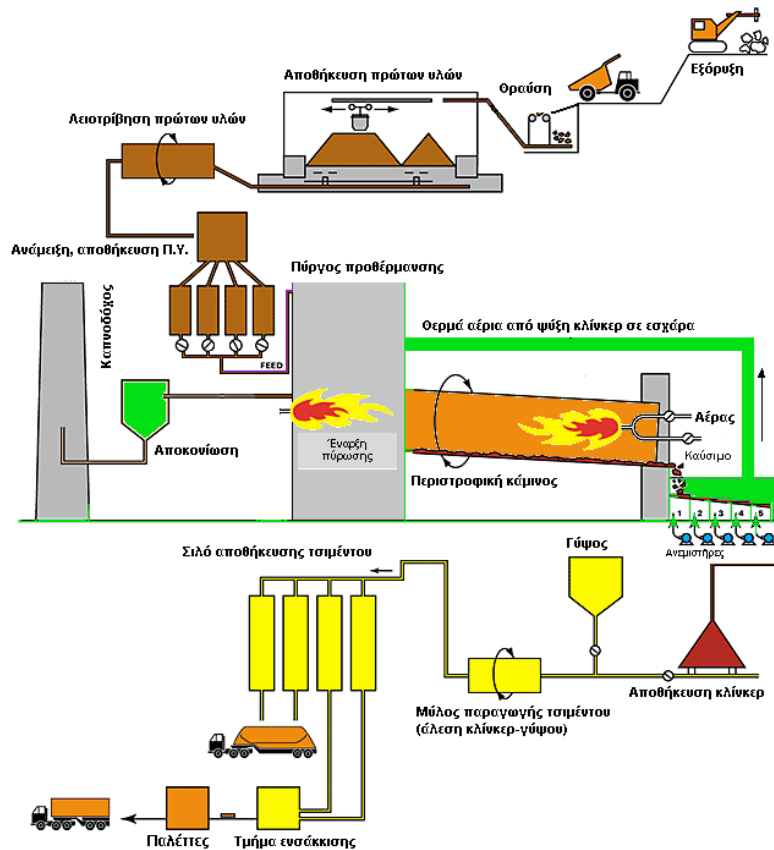 Εξόρυξη
Θραύση
Αποθήκευση πρώτων υλών
Λειοτρίβηση πρώτων υλών
Ανάμειξη, αποθήκευση Π.Υ.
Πύργος προθέρμανσης
Καπνοδόχος
FEED
Θερμά αέρια από ψύξη κλίνκερ σε εσχάρα
Αποκονίωση
Έναρξη
πύρωσης
Περιστροφική κάμινος
Αέρας
Καύσιμο
1 2 3 4 5
Ανεμιστήρες
Σιλό αποθήκευσης τσιμέντου
Γύψος
Αποθήκευση κλίνκερ
Μύλος παραγωγής τσιμέντου
(άλεση κλίνκερ-γύψου)
Παλέττες
Τμήμα ενσάκκισης